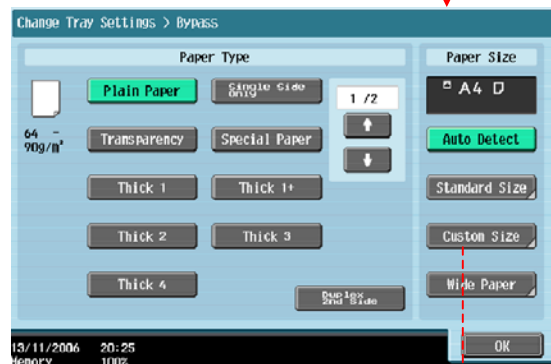 Change Tray Settings > Bypass
Paper Type
Paper Size
Plain Paper
Single Side
Only
1 /2
A4
64 -
90g/m²
Transparency
Special Paper
Auto Detect
Thick 1
Thick 1+
Standard Size
Thick 2
Thick 3
Custom Size
Thick 4
Duplex
2nd Side
Wide Paper
13/11/2006 20:25
Memory 100%
OK